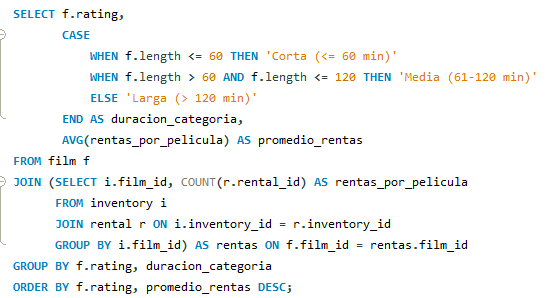 SELECT f.rating,
CASE
WHEN f.length <= 60 THEN 'Corta (<= 60 min)'
WHEN f.length > 60 AND f.length <= 120 THEN 'Media (61-120 min)'
ELSE 'Larga (> 120 min)'
END AS duracion_categoria,
AVG(rentas_por_pelicula) AS promedio_rentas
FROM film f
JOIN (SELECT i.film_id, COUNT(r.rental_id) AS rentas_por_pelicula
FROM inventory i
JOIN rental r ON i.inventory_id = r.inventory_id
GROUP BY i.film_id) AS rentas ON f.film_id = rentas.film_id
GROUP BY f.rating, duracion_categoria
ORDER BY f.rating, promedio_rentas DESC;